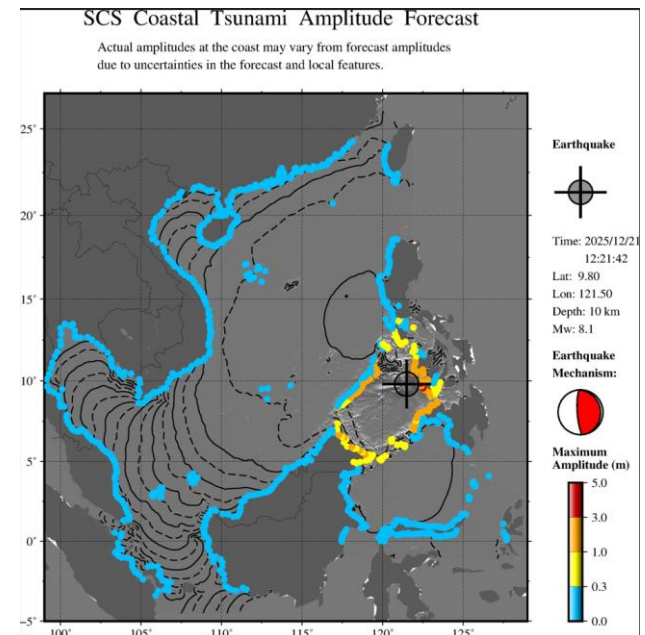 SCS Coastal Tsunami Amplitude Forecast
Actual amplitudes at the coast may vary from forecast amplitudes
due to uncertainties in the forecast and local features.
25°
20°
15°
10°
5°
0°
−5°
100°
105°
110°
115°
120°
125°
Earthquake
Time: 2025/12/21
12:21:42
Lat: 9.80
Lon: 121.50
Depth: 10 km
Mw: 8.1
Earthquake
Mechanism:
Maximum
Amplitude (m)
5.0
3.0
1.0
0.3
0.0